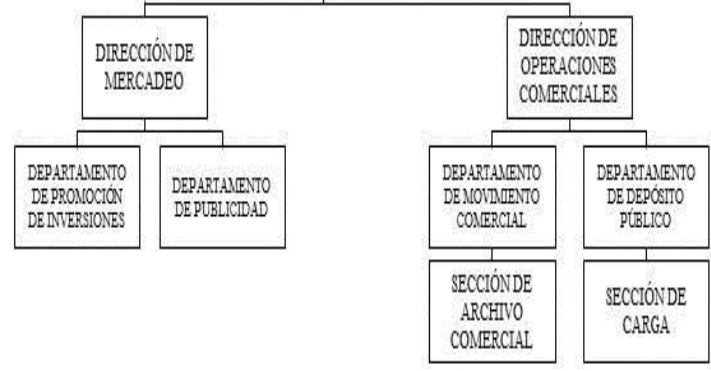 DIRECCIÓN DE
MERCADEO
DIRECCIÓN DE
OPERACIONES
COMERCIALES
DEPARTAMENTO
DE PROMOCIÓN
DE INVERSIONES
DEPARTAMENTO
DE PUBLICIDAD
DEPARTAMENTO
DE MOVIMIENTO
COMERCIAL
DEPARTAMENTO
DE DEPÓSITO
PÚBLICO
SECCIÓN DE
ARCHIVO
COMERCIAL
SECCIÓN DE
CARGA